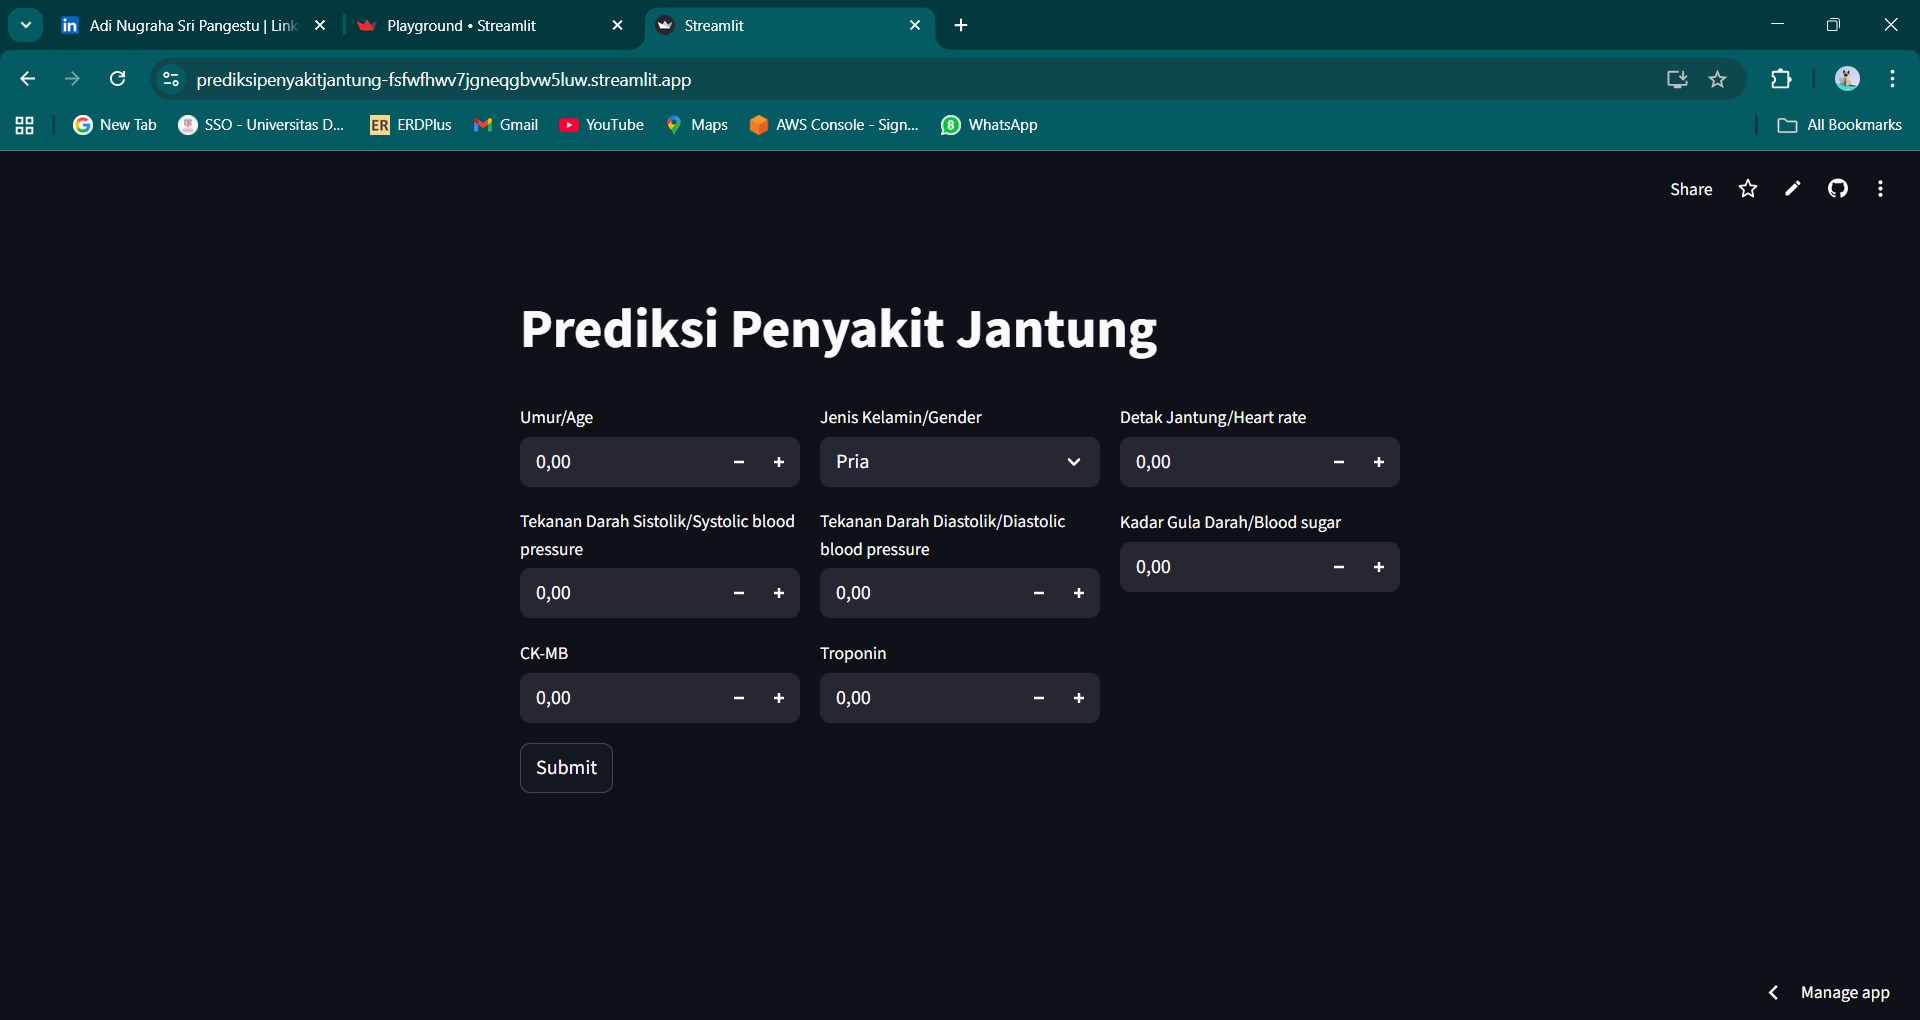 Adi Nugraha Sri Pangestu | Link
Playground • Streamlit
Streamlit
prediksipenyakitjantung-fsfwfhwv7jgneqgbvw5luw.streamlit.app
New Tab
SSO - Universitas D...
ER ERDPlus
Gmail
YouTube
Maps
AWS Console - Sign...
8 WhatsApp
All Bookmarks
Share
Prediksi Penyakit Jantung
Umur/Age
Jenis Kelamin/Gender
Detak Jantung/Heart rate
0,00
Pria
0,00
Tekanan Darah Sistolik/Systolic blood
pressure
Tekanan Darah Diastolik/Diastolic
blood pressure
Kadar Gula Darah/Blood sugar
0,00
0,00
0,00
CK-MB
Troponin
0,00
0,00
Submit
Manage app